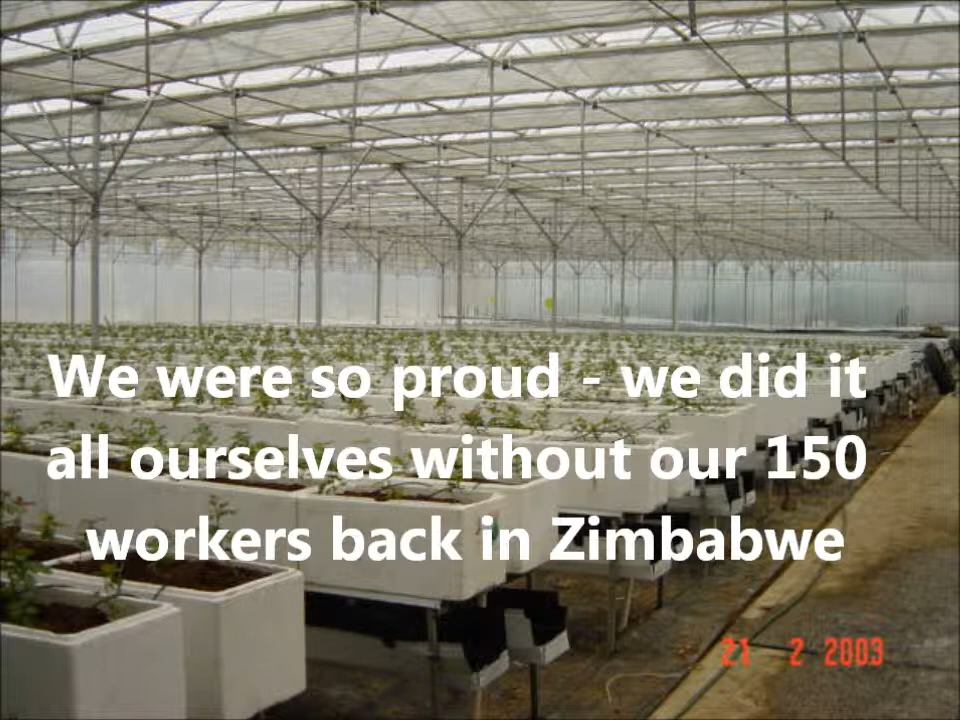 We were so proud - we did it
all ourselves without our 150
workers back in Zimbabwe
21 2 2003